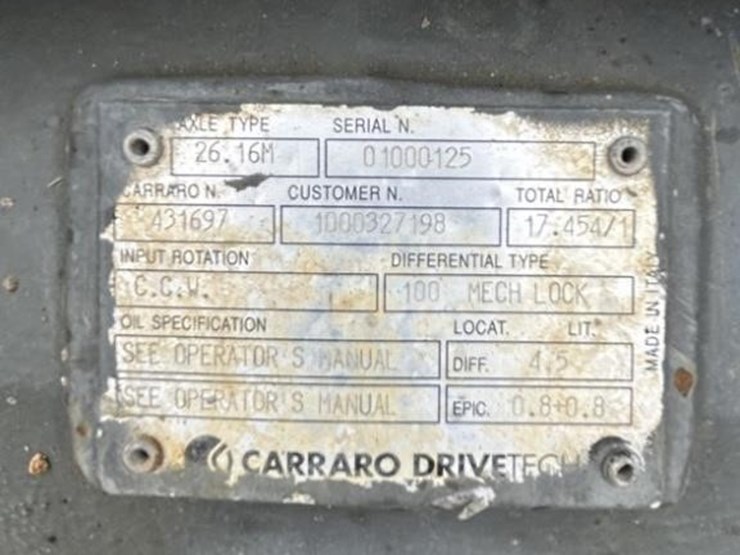 AXLE TYPE SERIAL N.
26.16M 01000125
CARRARO N. CUSTOMER N. TOTAL RATIO
431697 1000327198 17.454/1
INPUT ROTATION DIFFERENTIAL TYPE
C.C.W. 100 MECH LOCK
OIL SPECIFICATION LOCAT. LIT.
SEE OPERATOR'S MANUAL DIFF. 4.5
SEE OPERATOR'S MANUAL EPIC. 0.8+0.8
MADE IN ITALY
CARRARO DRIVETECH